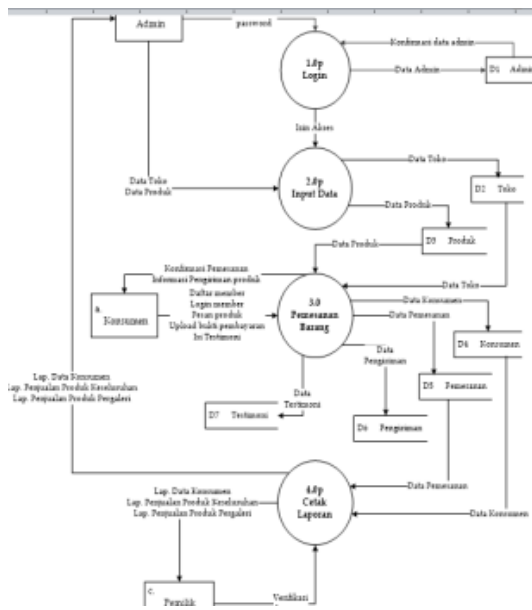 Admin
password
Konfirmasi data admin
1.0p
Login
Data Admin
D1 Admin
Izin Akses
Data Toko
Data Produk
2.0p
Input Data
Data Toko
D2 Toko
Data Produk
D3 Produk
Data Produk
Konfirmasi Pemesanan
Informasi Pengiriman produk
Data Toko
a.
Konsumen
Daftar member
Login member
Pesan produk
Upload bukti pembayaran
Isi Testimoni
3.0
Pemesanan
Barang
Data Konsumen
Data Pemesanan
D4 Konsumen
Data
Pengiriman
Lap. Data Konsumen
Lap. Penjualan Produk Keseluruhan
Lap. Penjualan Produk Pergaleri
D5 Pemesanan
Data
Testimoni
D7 Testimoni
D6 Pengiriman
Lap. Data Konsumen
Lap. Penjualan Produk Keseluruhan
Lap. Penjualan Produk Pergaleri
4.0p
Cetak
Laporan
Data Pemesanan
Data Konsumen
c.
Pemilik
Verifikasi